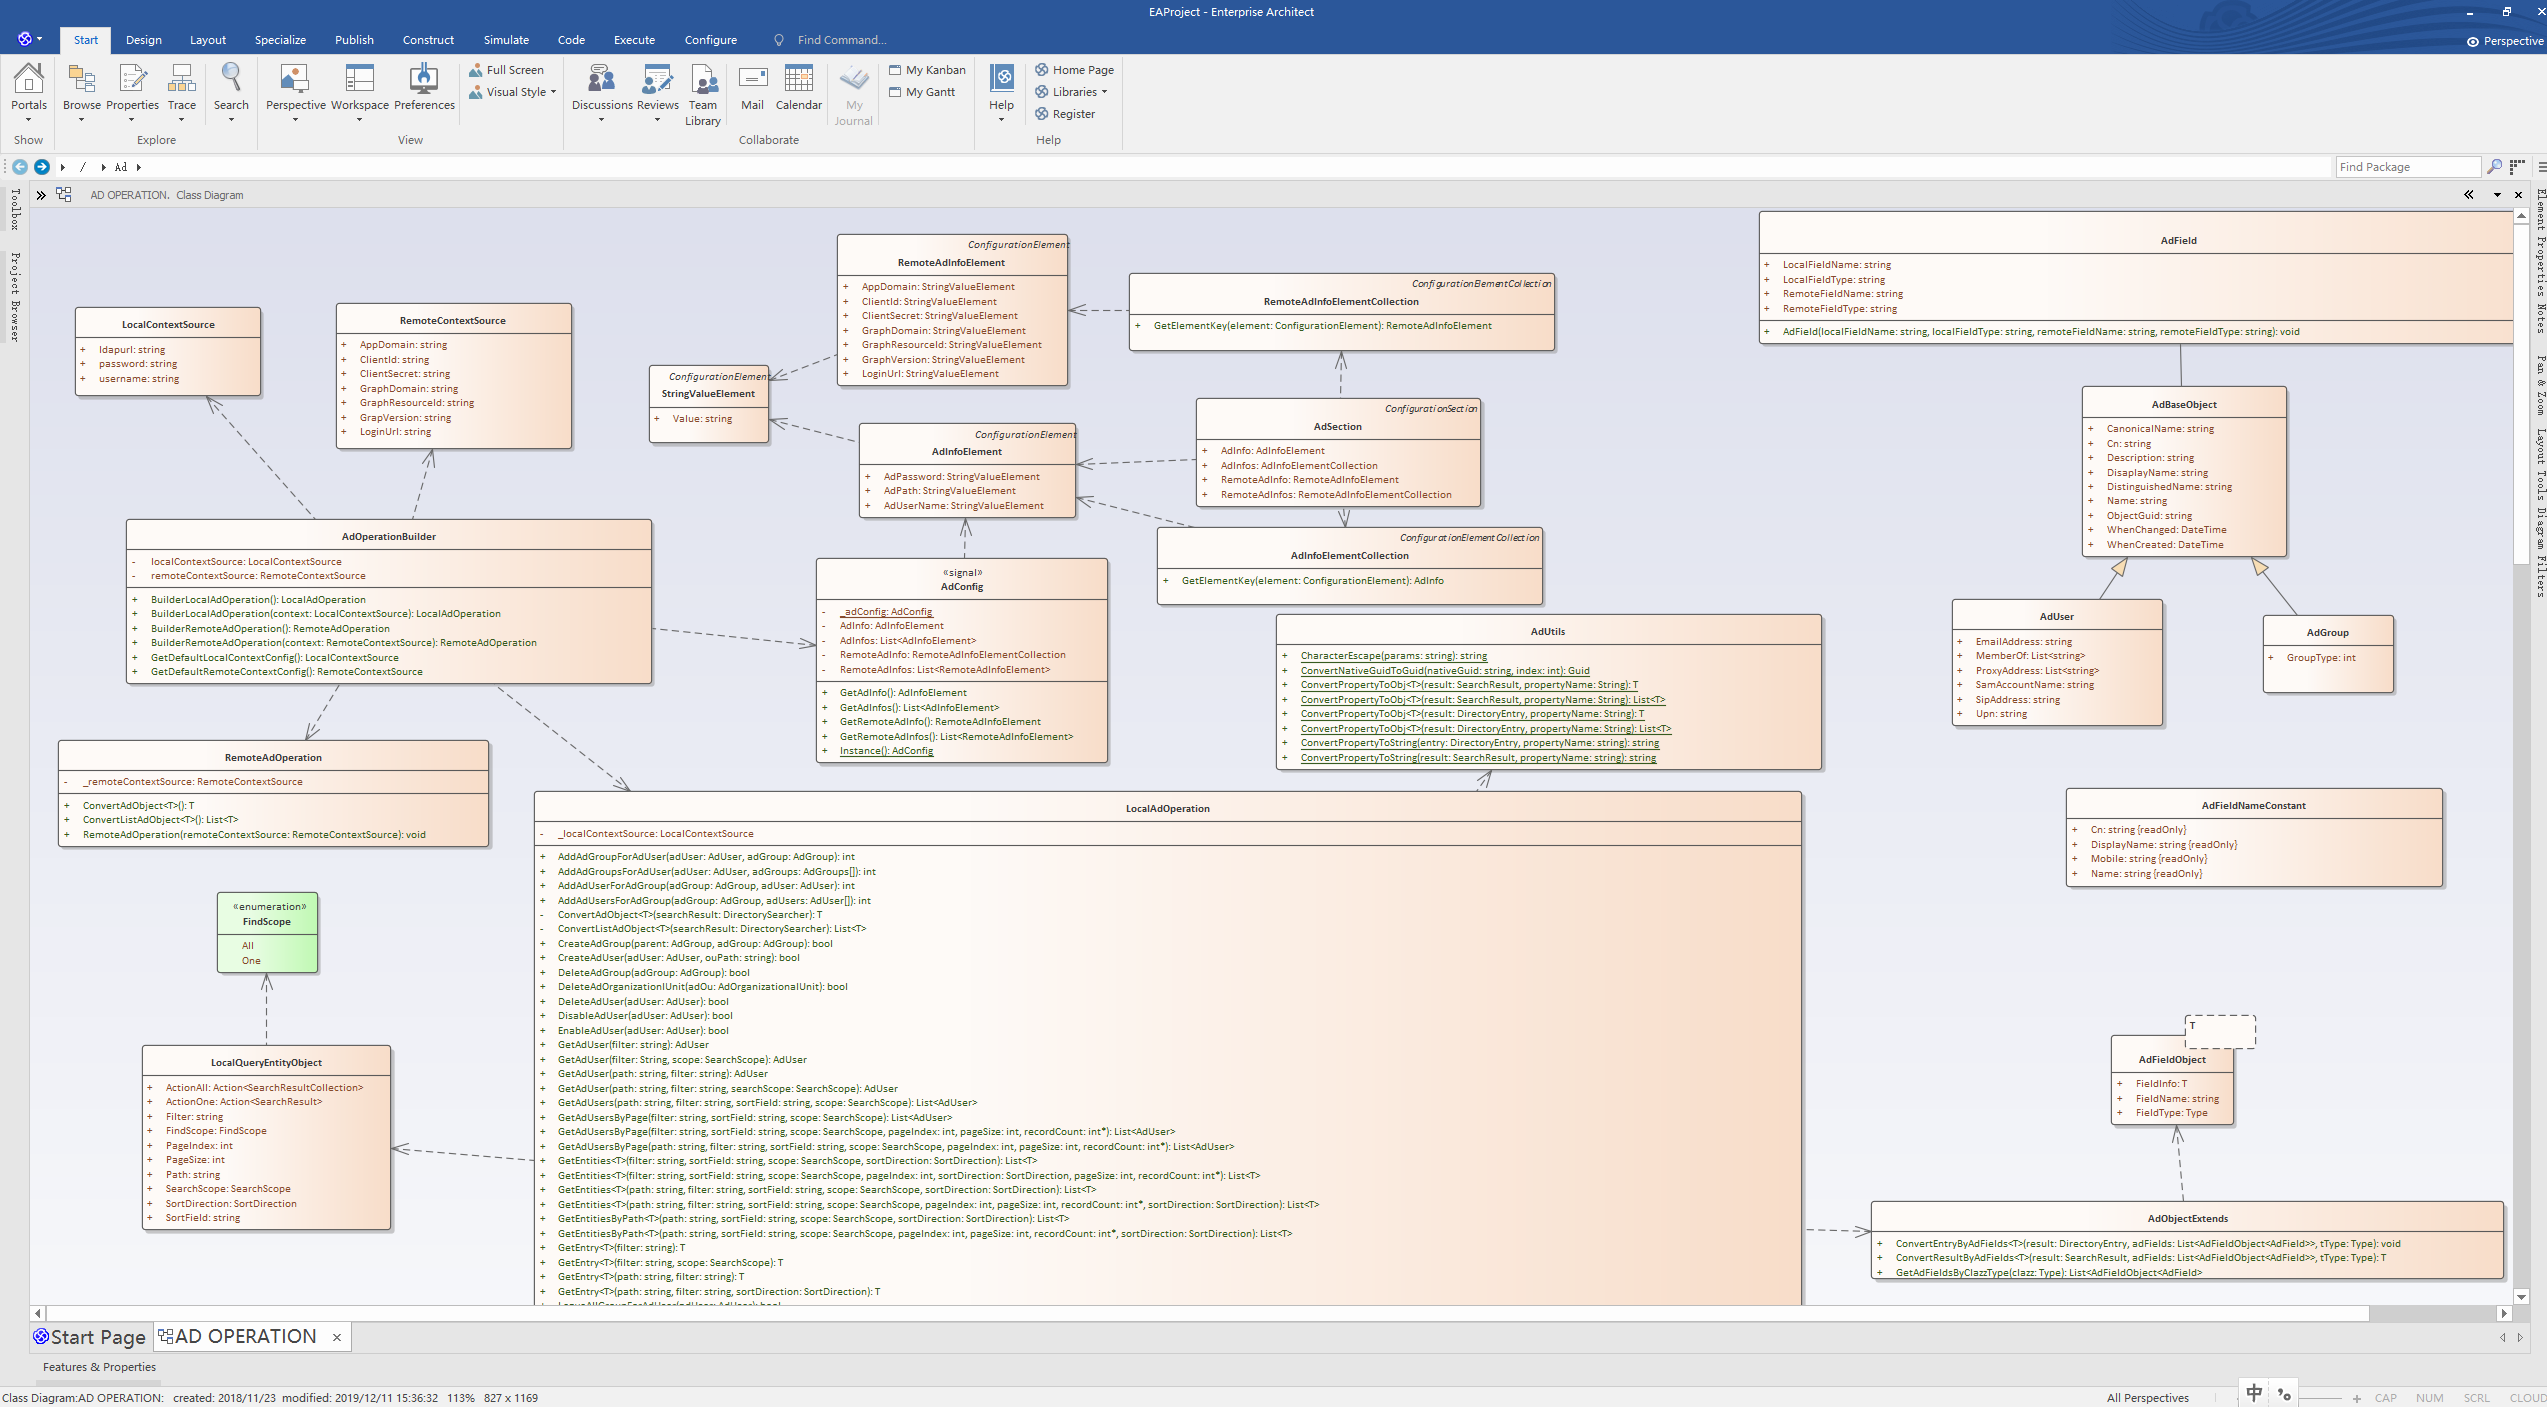 EAProject - Enterprise Architect
Start Design Layout Specialize Publish Construct Simulate Code Execute Configure Find Command...
Perspective
Portals Browse Properties Trace Search Perspective Workspace Preferences
Full Screen
Visual Style
Discussions Reviews Team Library Mail Calendar My Journal
My Kanban
My Gantt
Help
Home Page
Libraries
Register
Show Explore View Collaborate Help
/ Ad
Find Package
AD OPERATION. Class Diagram
Toolbox
Project Browser
Element Properties Notes Pan & Zoom Layout Tools Diagram Filters
LocalContextSource
+ ldapurl: string
+ password: string
+ username: string
RemoteContextSource
+ AppDomain: string
+ ClientId: string
+ ClientSecret: string
+ GraphDomain: string
+ GraphResourceId: string
+ GrapVersion: string
+ LoginUrl: string
ConfigurationElement
StringValueElement
+ Value: string
ConfigurationElement
RemoteAdInfoElement
+ AppDomain: StringValueElement
+ ClientId: StringValueElement
+ ClientSecret: StringValueElement
+ GraphDomain: StringValueElement
+ GraphResourceId: StringValueElement
+ GraphVersion: StringValueElement
+ LoginUrl: StringValueElement
ConfigurationElementCollection
RemoteAdInfoElementCollection
+ GetElementKey(element: ConfigurationElement): RemoteAdInfoElement
AdField
+ LocalFieldName: string
+ LocalFieldType: string
+ RemoteFieldName: string
+ RemoteFieldType: string
+ AdField(localFieldName: string, localFieldType: string, remoteFieldName: string, remoteFieldType: string): void
ConfigurationElement
AdInfoElement
+ AdPassword: StringValueElement
+ AdPath: StringValueElement
+ AdUserName: StringValueElement
ConfigurationSection
AdSection
+ AdInfo: AdInfoElement
+ AdInfos: AdInfoElementCollection
+ RemoteAdInfo: RemoteAdInfoElement
+ RemoteAdInfos: RemoteAdInfoElementCollection
ConfigurationElementCollection
AdInfoElementCollection
+ GetElementKey(element: ConfigurationElement): AdInfo
AdBaseObject
+ CanonicalName: string
+ Cn: string
+ Description: string
+ DisaplayName: string
+ DistinguishedName: string
+ Name: string
+ ObjectGuid: string
+ WhenChanged: DateTime
+ WhenCreated: DateTime
AdOperationBuilder
- localContextSource: LocalContextSource
- remoteContextSource: RemoteContextSource
+ BuilderLocalAdOperation(): LocalAdOperation
+ BuilderLocalAdOperation(context: LocalContextSource): LocalAdOperation
+ BuilderRemoteAdOperation(): RemoteAdOperation
+ BuilderRemoteAdOperation(context: RemoteContextSource): RemoteAdOperation
+ GetDefaultLocalContextConfig(): LocalContextSource
+ GetDefaultRemoteContextConfig(): RemoteContextSource
«signal»
AdConfig
- _adConfig: AdConfig
- AdInfo: AdInfoElement
- AdInfos: List<AdInfoElement>
- RemoteAdInfo: RemoteAdInfoElementCollection
- RemoteAdInfos: List<RemoteAdInfoElement>
+ GetAdInfo(): AdInfoElement
+ GetAdInfos(): List<AdInfoElement>
+ GetRemoteAdInfo(): RemoteAdInfoElement
+ GetRemoteAdInfos(): List<RemoteAdInfoElement>
+ Instance(): AdConfig
AdUtils
+ CharacterEscape(params: string): string
+ ConvertNativeGuidToGuid(nativeGuid: string, index: int): Guid
+ ConvertPropertyToObj<T>(result: SearchResult, propertyName: String): T
+ ConvertPropertyToObj<T>(result: SearchResult, propertyName: String): List<T>
+ ConvertPropertyToObj<T>(result: DirectoryEntry, propertyName: String): T
+ ConvertPropertyToObj<T>(result: DirectoryEntry, propertyName: String): List<T>
+ ConvertPropertyToString(entry: DirectoryEntry, propertyName: string): string
+ ConvertPropertyToString(result: SearchResult, propertyName: string): string
AdUser
+ EmailAddress: string
+ MemberOf: List<string>
+ ProxyAddress: List<string>
+ SamAccountName: string
+ SipAddress: string
+ Upn: string
AdGroup
+ GroupType: int
RemoteAdOperation
- _remoteContextSource: RemoteContextSource
+ ConvertAdObject<T>(): T
+ ConvertListAdObject<T>(): List<T>
+ RemoteAdOperation(remoteContextSource: RemoteContextSource): void
AdFieldNameConstant
+ Cn: string {readOnly}
+ DisplayName: string {readOnly}
+ Mobile: string {readOnly}
+ Name: string {readOnly}
«enumeration»
FindScope
All
One
LocalAdOperation
- _localContextSource: LocalContextSource
+ AddAdGroupForAdUser(adUser: AdUser, adGroup: AdGroup): int
+ AddAdGroupsForAdUser(adUser: AdUser, adGroups: AdGroups[]): int
+ AddAdUserForAdGroup(adGroup: AdGroup, adUser: AdUser): int
+ AddAdUsersForAdGroup(adGroup: AdGroup, adUsers: AdUser[]): int
- ConvertAdObject<T>(searchResult: DirectorySearcher): T
- ConvertListAdObject<T>(searchResult: DirectorySearcher): List<T>
+ CreateAdGroup(parent: AdGroup, adGroup: AdGroup): bool
+ CreateAdUser(adUser: AdUser, ouPath: string): bool
+ DeleteAdGroup(adGroup: AdGroup): bool
+ DeleteAdOrganizationlUnit(adOu: AdOrganizationalUnit): bool
+ DeleteAdUser(adUser: AdUser): bool
+ DisableAdUser(adUser: AdUser): bool
+ EnableAdUser(adUser: AdUser): bool
+ GetAdUser(filter: string): AdUser
+ GetAdUser(filter: String, scope: SearchScope): AdUser
+ GetAdUser(path: string, filter: string): AdUser
+ GetAdUser(path: string, filter: string, searchScope: SearchScope): AdUser
+ GetAdUsers(path: string, filter: string, sortField: string, scope: SearchScope): List<AdUser>
+ GetAdUsersByPage(filter: string, sortField: string, scope: SearchScope): List<AdUser>
+ GetAdUsersByPage(filter: string, sortField: string, scope: SearchScope, pageIndex: int, pageSize: int, recordCount: int*): List<AdUser>
+ GetAdUsersByPage(path: string, filter: string, sortField: string, scope: SearchScope, pageIndex: int, pageSize: int, recordCount: int*): List<AdUser>
+ GetEntities<T>(filter: string, sortField: string, scope: SearchScope, sortDirection: SortDirection): List<T>
+ GetEntities<T>(filter: string, sortField: string, scope: SearchScope, pageIndex: int, sortDirection: SortDirection, pageSize: int, recordCount: int*): List<T>
+ GetEntities<T>(path: string, filter: string, sortField: string, scope: SearchScope, sortDirection: SortDirection): List<T>
+ GetEntities<T>(path: string, filter: string, sortField: string, scope: SearchScope, pageIndex: int, pageSize: int, recordCount: int*, sortDirection: SortDirection): List<T>
+ GetEntitiesByPath<T>(path: string, sortField: string, scope: SearchScope, sortDirection: SortDirection): List<T>
+ GetEntitiesByPath<T>(path: string, sortField: string, scope: SearchScope, pageIndex: int, pageSize: int, recordCount: int*, sortDirection: SortDirection): List<T>
+ GetEntry<T>(filter: string): T
+ GetEntry<T>(filter: string, scope: SearchScope): T
+ GetEntry<T>(path: string, filter: string): T
+ GetEntry<T>(path: string, filter: string, sortDirection: SortDirection): T
LocalQueryEntityObject
+ ActionAll: Action<SearchResultCollection>
+ ActionOne: Action<SearchResult>
+ Filter: string
+ FindScope: FindScope
+ PageIndex: int
+ PageSize: int
+ Path: string
+ SearchScope: SearchScope
+ SortDirection: SortDirection
+ SortField: string
T
AdFieldObject
+ FieldInfo: T
+ FieldName: string
+ FieldType: Type
AdObjectExtends
+ ConvertEntryByAdFields<T>(result: DirectoryEntry, adFields: List<AdFieldObject<AdField>>, tType: Type): void
+ ConvertResultByAdFields<T>(result: SearchResult, adFields: List<AdFieldObject<AdField>>, tType: Type): T
+ GetAdFieldsByClazzType(clazz: Type): List<AdFieldObject<AdField>
Start Page AD OPERATION ×
Features & Properties
Class Diagram:AD OPERATION: created: 2018/11/23 modified: 2019/12/11 15:36:32 113% 827 x 1169
All Perspectives 中 CAP NUM SCRL CLOUD